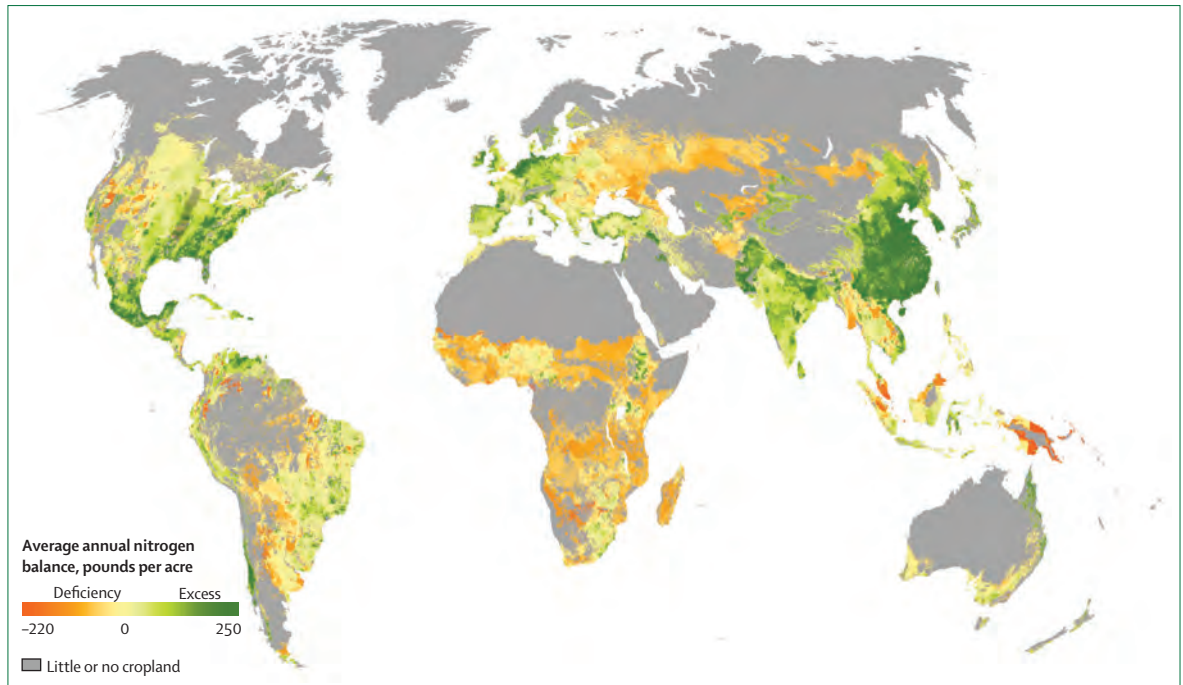 Average annual nitrogen
balance, pounds per acre
Deficiency Excess
–220 0 250
Little or no cropland